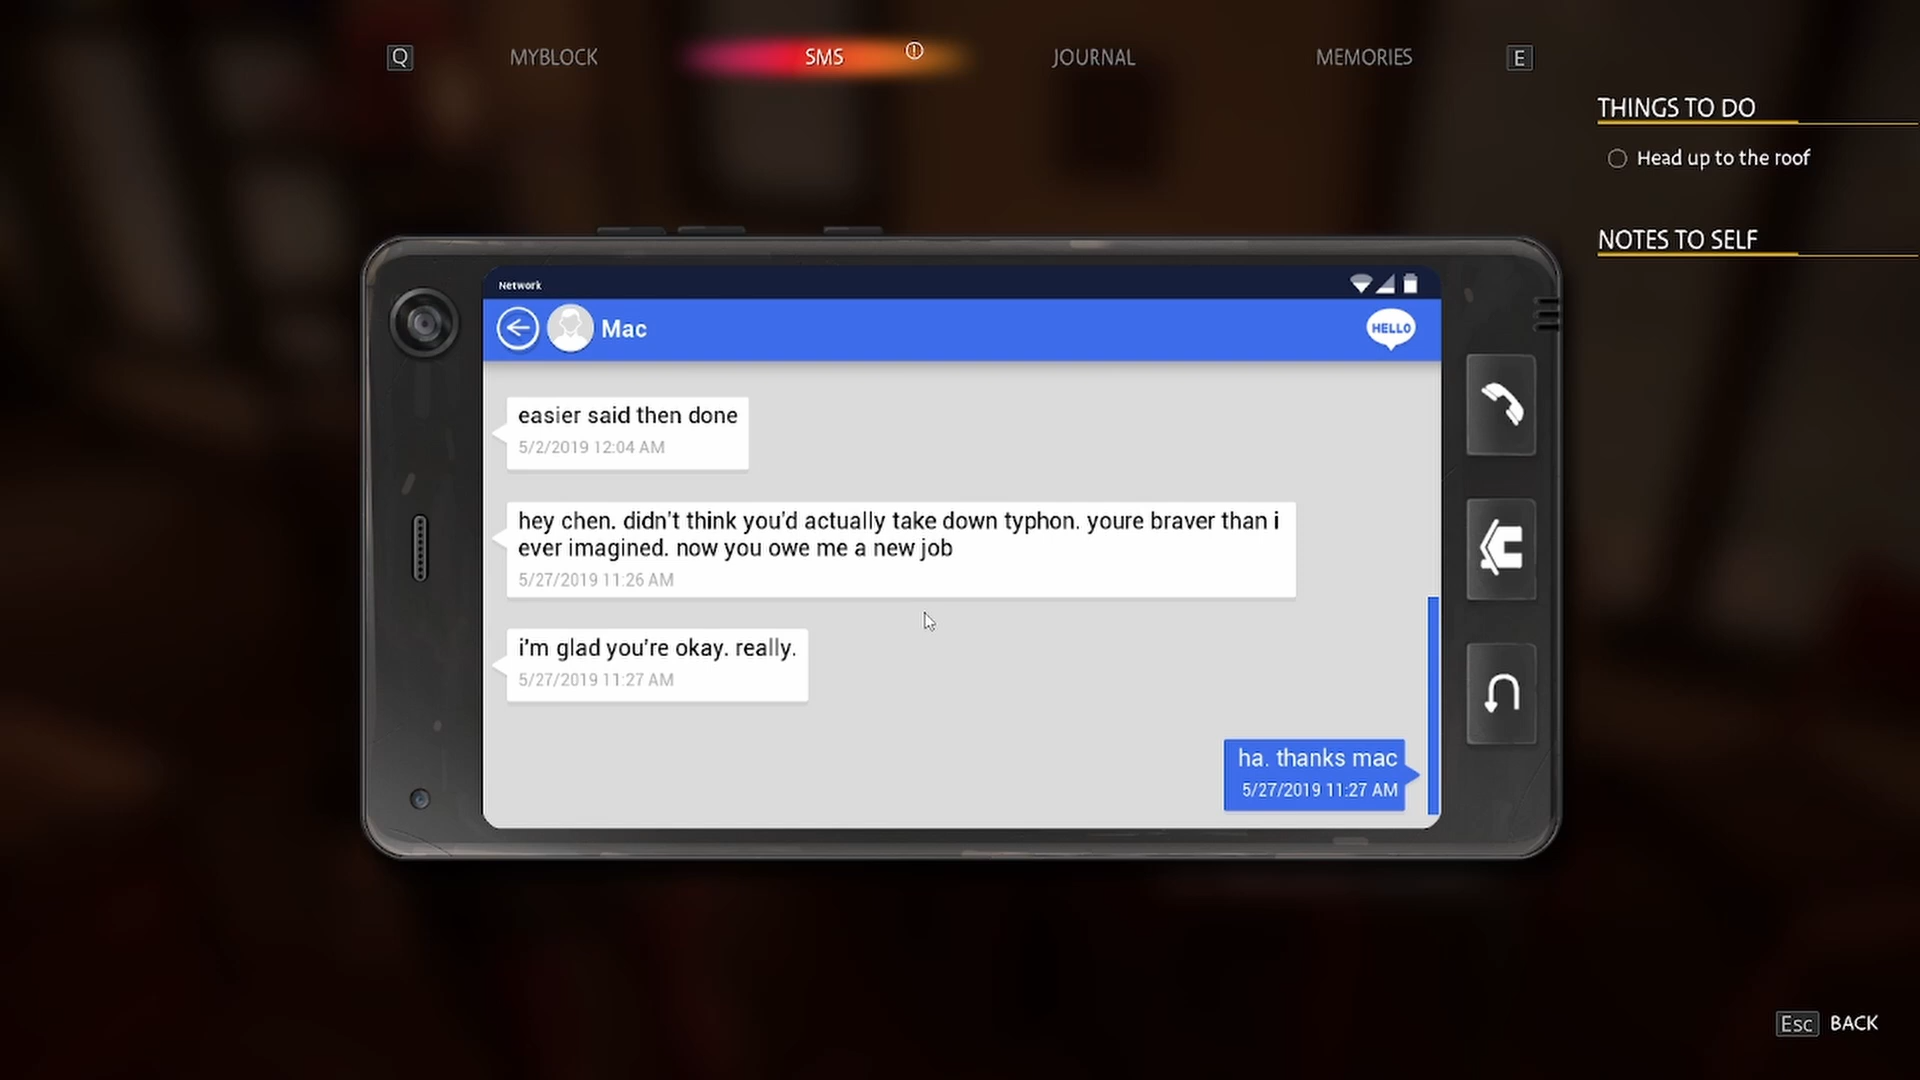 Q
MYBLOCK
SMS
JOURNAL
MEMORIES
E
THINGS TO DO
Head up to the roof
NOTES TO SELF
Network
Mac
HELLO
easier said then done
5/2/2019 12:04 AM
hey chen. didn't think you'd actually take down typhon. youre braver than i
ever imagined. now you owe me a new job
5/27/2019 11:26 AM
i'm glad you're okay. really.
5/27/2019 11:27 AM
ha. thanks mac
5/27/2019 11:27 AM
Esc BACK